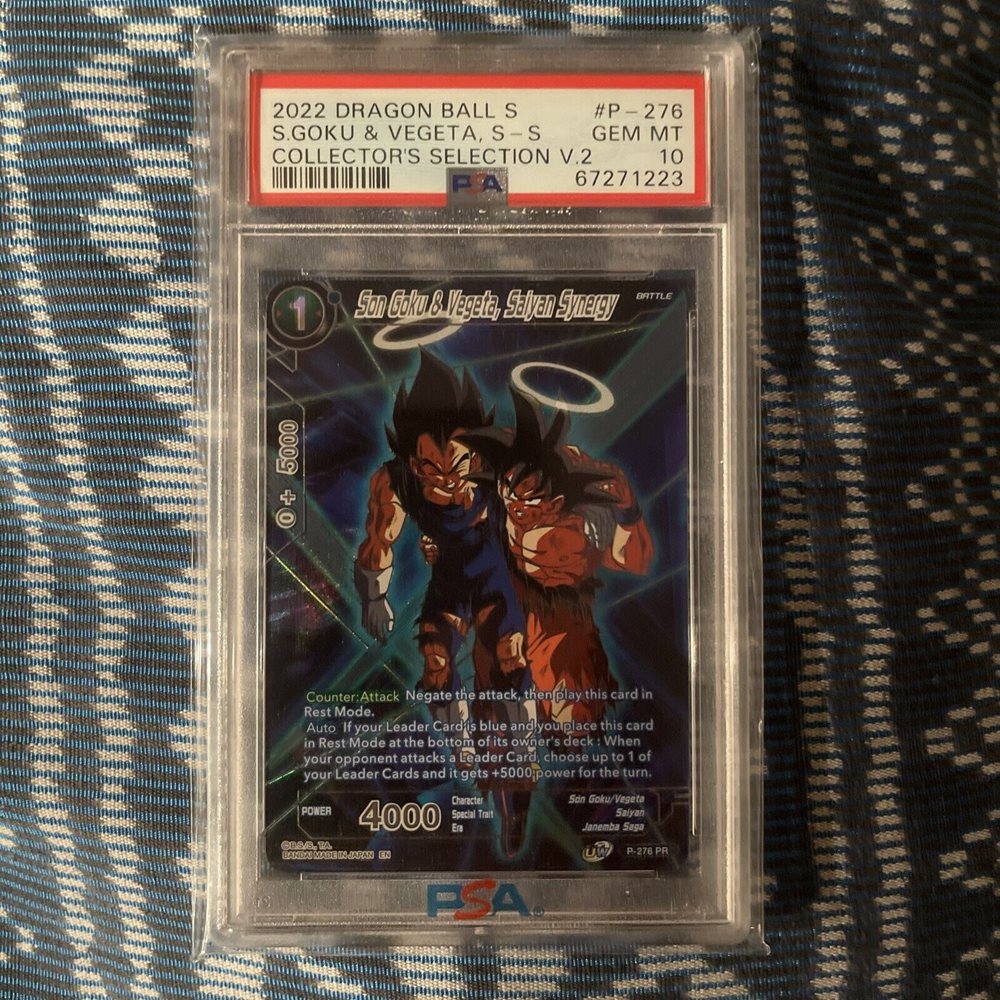 2022 DRAGON BALL S #P-276
S.GOKU & VEGETA, S-S GEM MT
COLLECTOR'S SELECTION V.2 10
PSA 67271223
1 Son Goku & Vegeta, Saiyan Synergy BATTLE
0+ 5000
Counter:Attack Negate the attack, then play this card in
Rest Mode.
Auto If your Leader Card is blue and you place this card
in Rest Mode at the bottom of its owner's deck : When
your opponent attacks a Leader Card, choose up to 1 of
your Leader Cards and it gets +5000 power for the turn.
POWER 4000
Character Son Goku/Vegeta
Special Trait Saiyan
Era Janemba Saga
©B.S./S., T.A.
BANDAI MADE IN JAPAN EN UW P-276 PR
PSA®